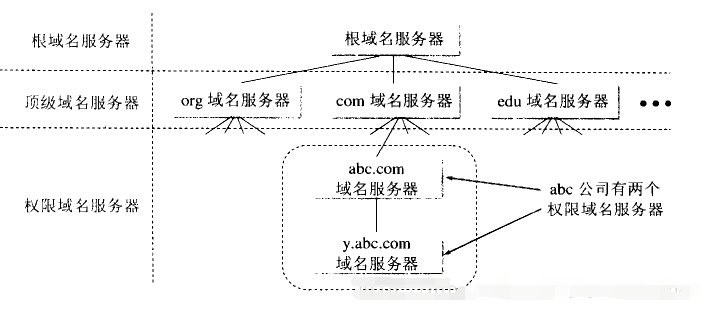 根域名服务器
根域名服务器
顶级域名服务器
org 域名服务器
com 域名服务器
edu 域名服务器
•••
权限域名服务器
abc.com
域名服务器
y.abc.com
域名服务器
abc 公司有两个
权限域名服务器